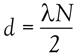 d = λN/2